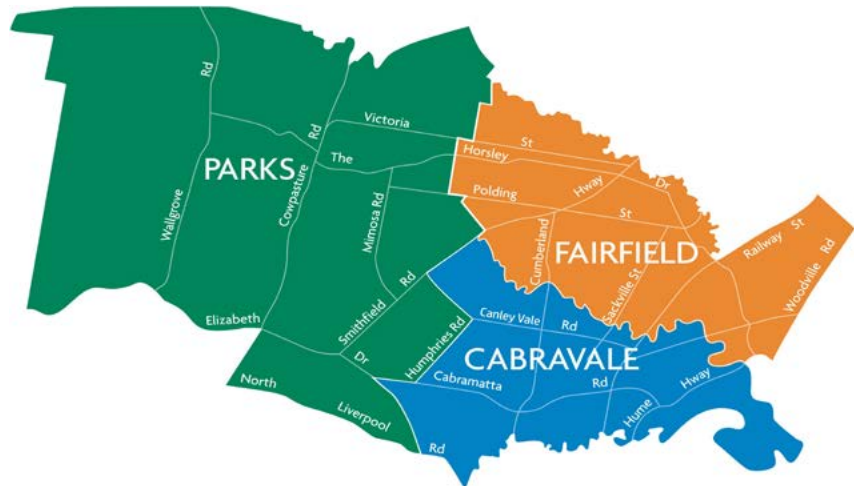 Rd
Victoria
St
Rd
The
Horsley
PARKS
Hway
Dr
Cowpasture
Polding
Mimosa Rd
St
Wallgrove
Cumberland
FAIRFIELD
Railway St
Woodville Rd
Rd
Sackville St
Elizabeth
Smithfield
Canley Vale Rd
Humphries Rd
CABRAVALE
Dr
North
Cabramatta
Rd
Hway
Liverpool
Hume
Rd